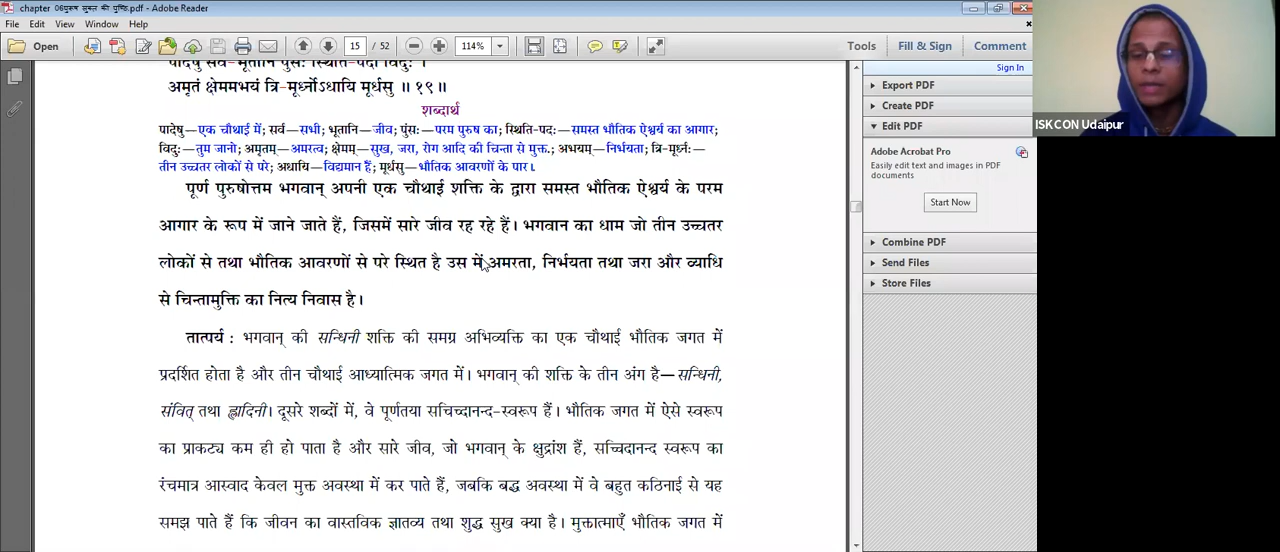 chapter 06पुरुष सूक्त की पुष्टि.pdf - Adobe Reader
File Edit View Window Help
Open 15 / 52 114% Tools Fill & Sign Comment
Sign In
Export PDF
Create PDF
Edit PDF
Adobe Acrobat Pro
Easily edit text and images in PDF
documents
Start Now
Combine PDF
Send Files
Store Files
ISKCON Udaipur
पादेषु सर्व-भूतानि पुंसः स्थिति-पदो विदुः ।
अमृतं क्षेममभयं त्रि-मूर्ध्नोऽधायि मूर्धसु ॥ १९॥
शब्दार्थ
पादेषु—एक चौथाई में; सर्व—सभी; भूतानि—जीव; पुंसः—परम पुरुष का; स्थिति-पदः—समस्त भौतिक ऐश्वर्य का आगार;
विदुः—तुम जानो; अमृतम्—अमरत्व; क्षेमम्—सुख, जरा, रोग आदि की चिन्ता से मुक्त.; अभयम्—निर्भयता; त्रि-मूर्ध्नः—
तीन उच्चतर लोकों से परे; अधायि—विद्यमान हैं; मूर्धसु—भौतिक आवरणों के पार।
पूर्ण पुरुषोत्तम भगवान् अपनी एक चौथाई शक्ति के द्वारा समस्त भौतिक ऐश्वर्य के परम
आगार के रूप में जाने जाते हैं, जिसमें सारे जीव रह रहे हैं। भगवान का धाम जो तीन उच्चतर
लोकों से तथा भौतिक आवरणों से परे स्थित है उस में अमरता, निर्भयता तथा जरा और व्याधि
से चिन्तामुक्ति का नित्य निवास है।
तात्पर्य : भगवान् की सन्धिनी शक्ति की समग्र अभिव्यक्ति का एक चौथाई भौतिक जगत में
प्रदर्शित होता है और तीन चौथाई आध्यात्मिक जगत में। भगवान् की शक्ति के तीन अंग है—सन्धिनी,
संवित् तथा ह्लादिनी। दूसरे शब्दों में, वे पूर्णतया सच्चिदानन्द-स्वरूप हैं। भौतिक जगत में ऐसे स्वरूप
का प्राकट्य कम ही हो पाता है और सारे जीव, जो भगवान् के क्षुद्रांश हैं, सच्चिदानन्द स्वरूप का
रंचमात्र आस्वाद केवल मुक्त अवस्था में कर पाते हैं, जबकि बद्ध अवस्था में वे बहुत कठिनाई से यह
समझ पाते हैं कि जीवन का वास्तविक ज्ञातव्य तथा शुद्ध सुख क्या है। मुक्तात्माएँ भौतिक जगत में